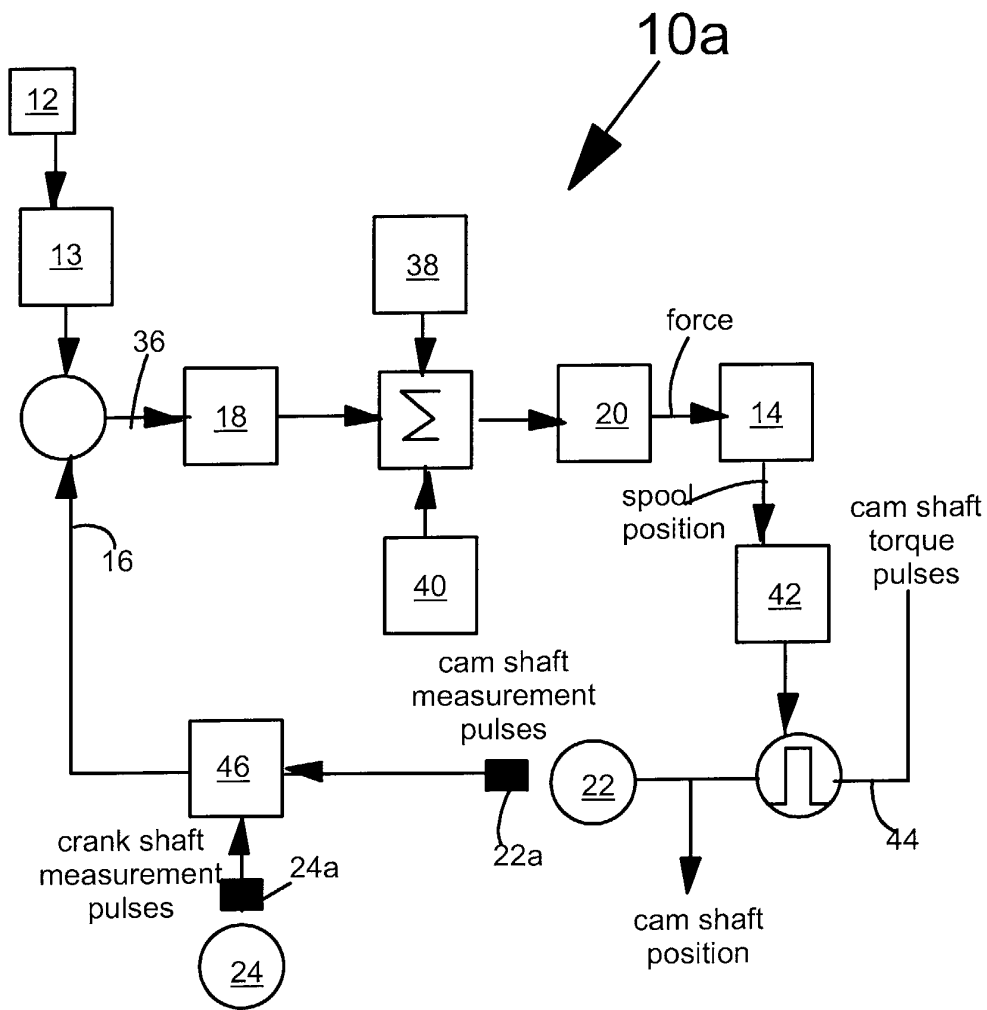 10a
12
13
38
36
force
18
Σ
20
14
spool
position
cam shaft
torque
pulses
16
40
42
cam shaft
measurement
pulses
46
22
44
22a
crank shaft
measurement
pulses
24a
cam shaft
position
24